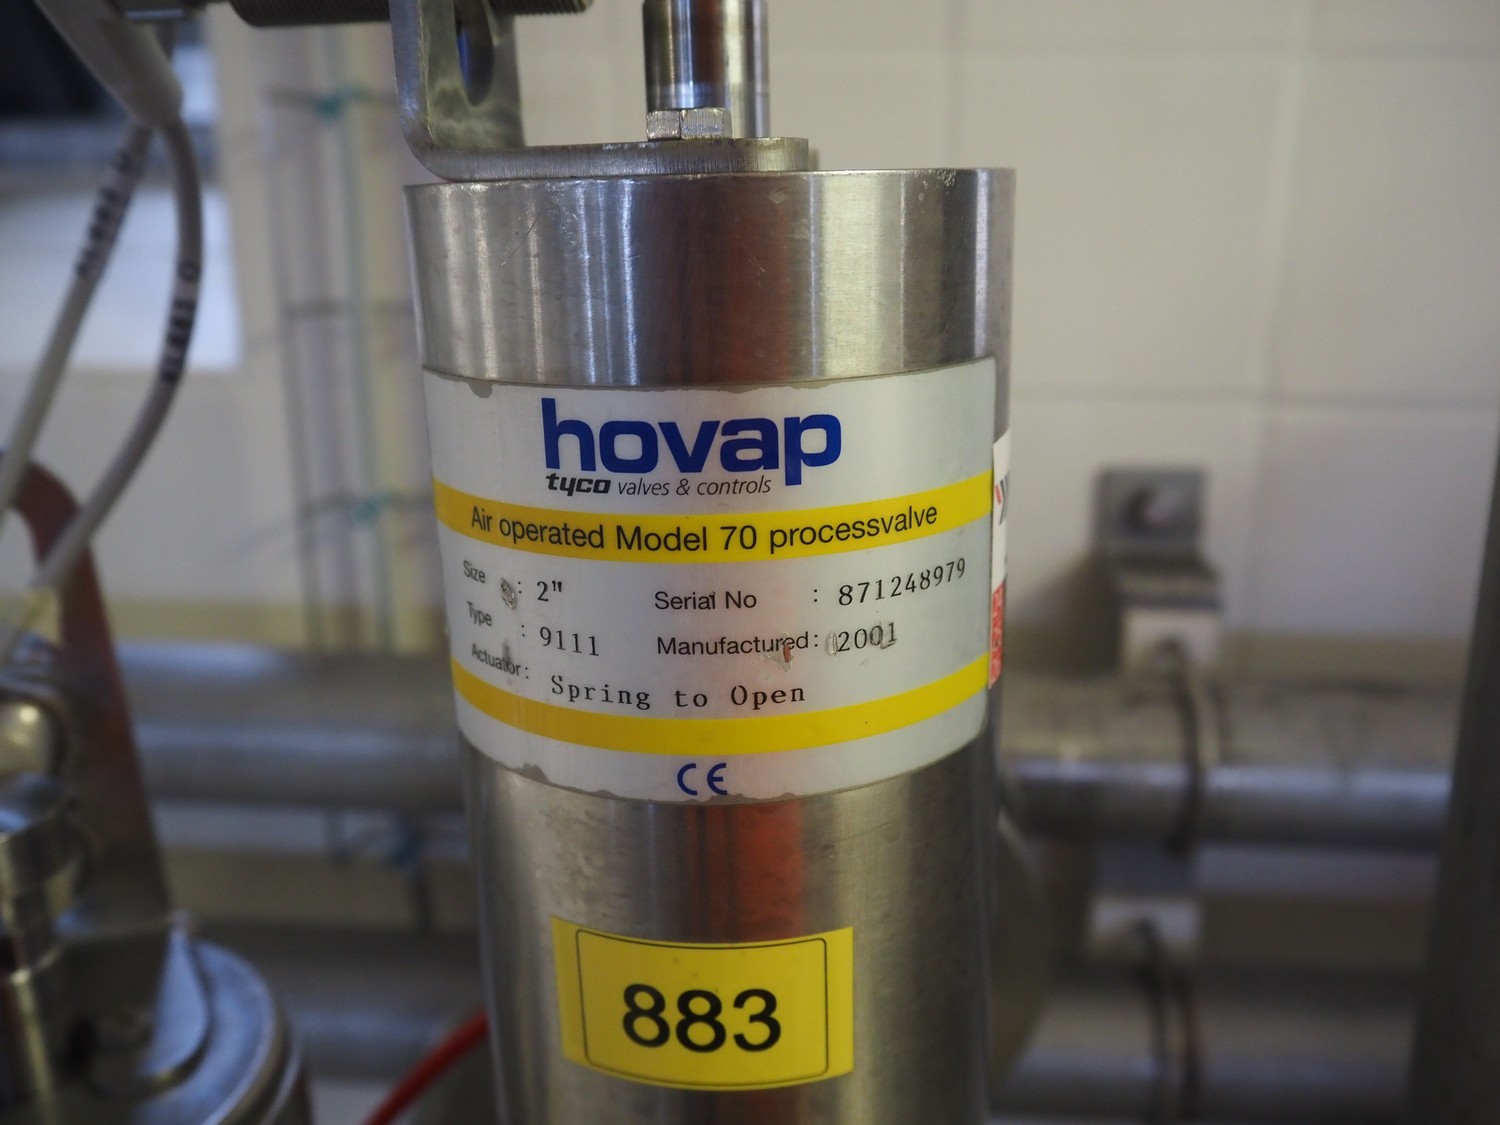 hovap
tyco valves & controls
Air operated Model 70 processvalve
Size : 2"
Serial No : 871248979
Type : 9111
Manufactured: 2001
Actuator: Spring to Open
CE
883